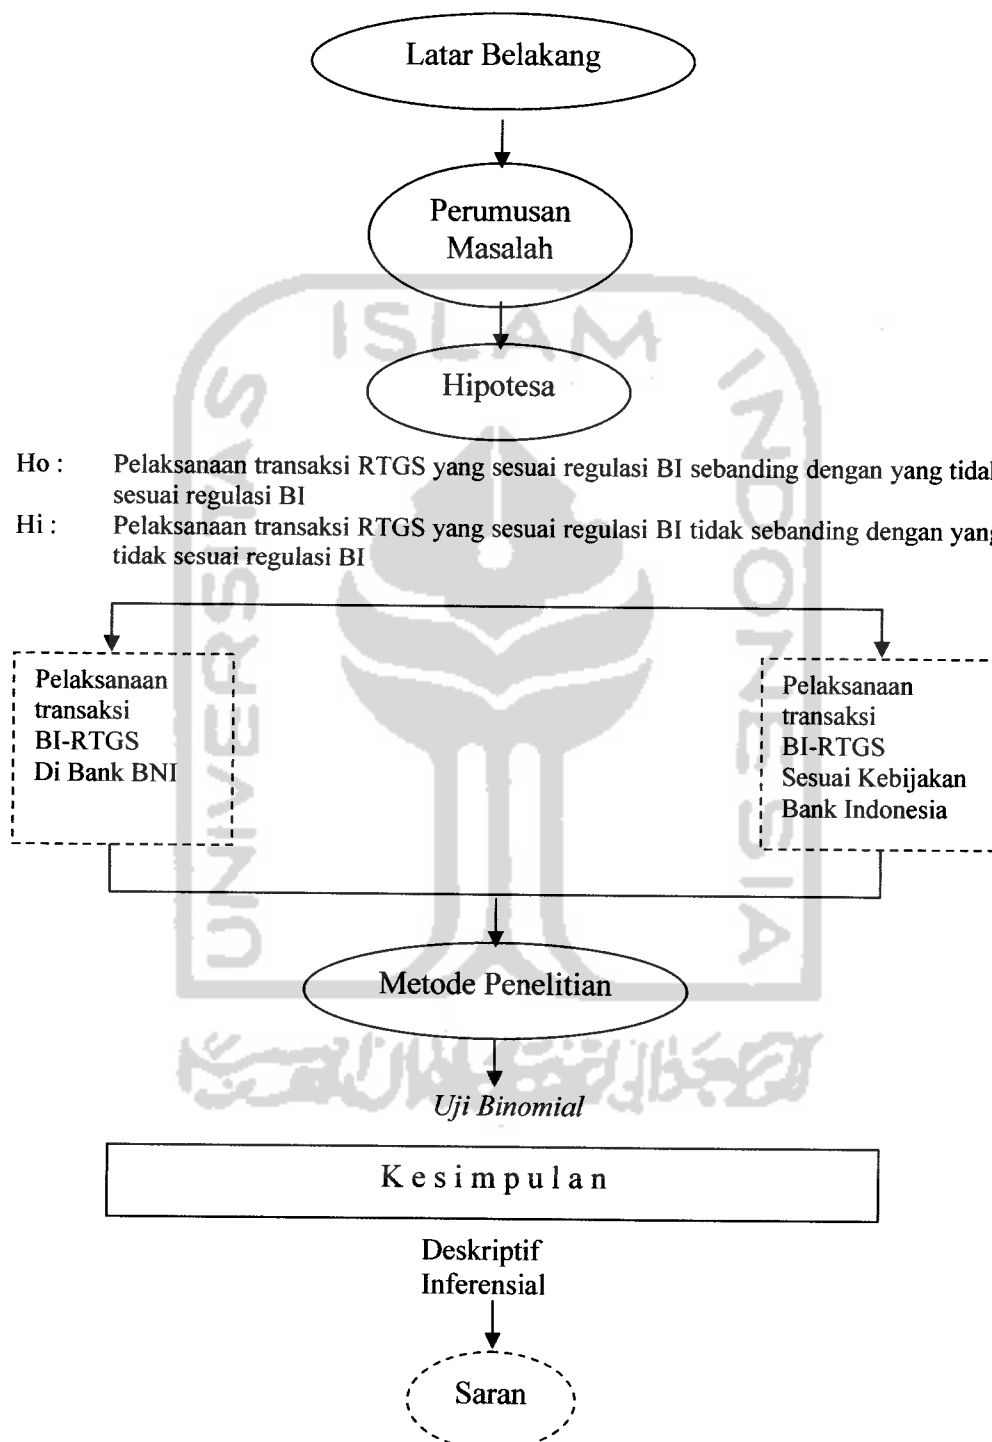 Latar Belakang
Perumusan
Masalah
Hipotesa
Ho : Pelaksanaan transaksi RTGS yang sesuai regulasi BI sebanding dengan yang tidak
sesuai regulasi BI
Hi : Pelaksanaan transaksi RTGS yang sesuai regulasi BI tidak sebanding dengan yang
tidak sesuai regulasi BI
Pelaksanaan
transaksi
BI-RTGS
Di Bank BNI
Pelaksanaan
transaksi
BI-RTGS
Sesuai Kebijakan
Bank Indonesia
Metode Penelitian
Uji Binomial
Kesimpulan
Deskriptif
Inferensial
Saran
UNIVERSITAS
ISLAM
INDONESIA